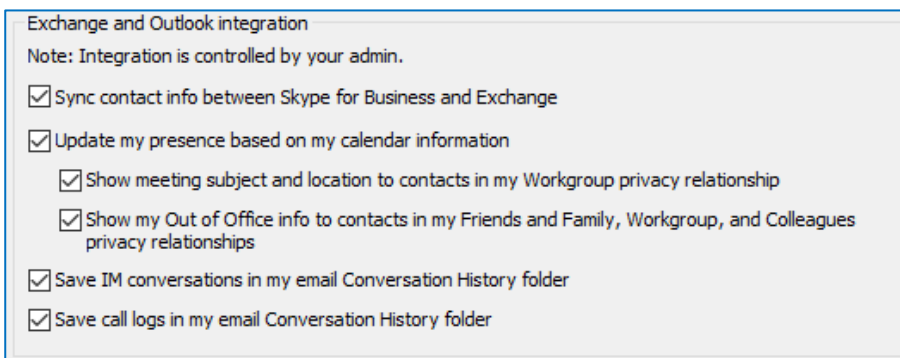 Exchange and Outlook integration
Note: Integration is controlled by your admin.
Sync contact info between Skype for Business and Exchange
Update my presence based on my calendar information
Show meeting subject and location to contacts in my Workgroup privacy relationship
Show my Out of Office info to contacts in my Friends and Family, Workgroup, and Colleagues
privacy relationships
Save IM conversations in my email Conversation History folder
Save call logs in my email Conversation History folder